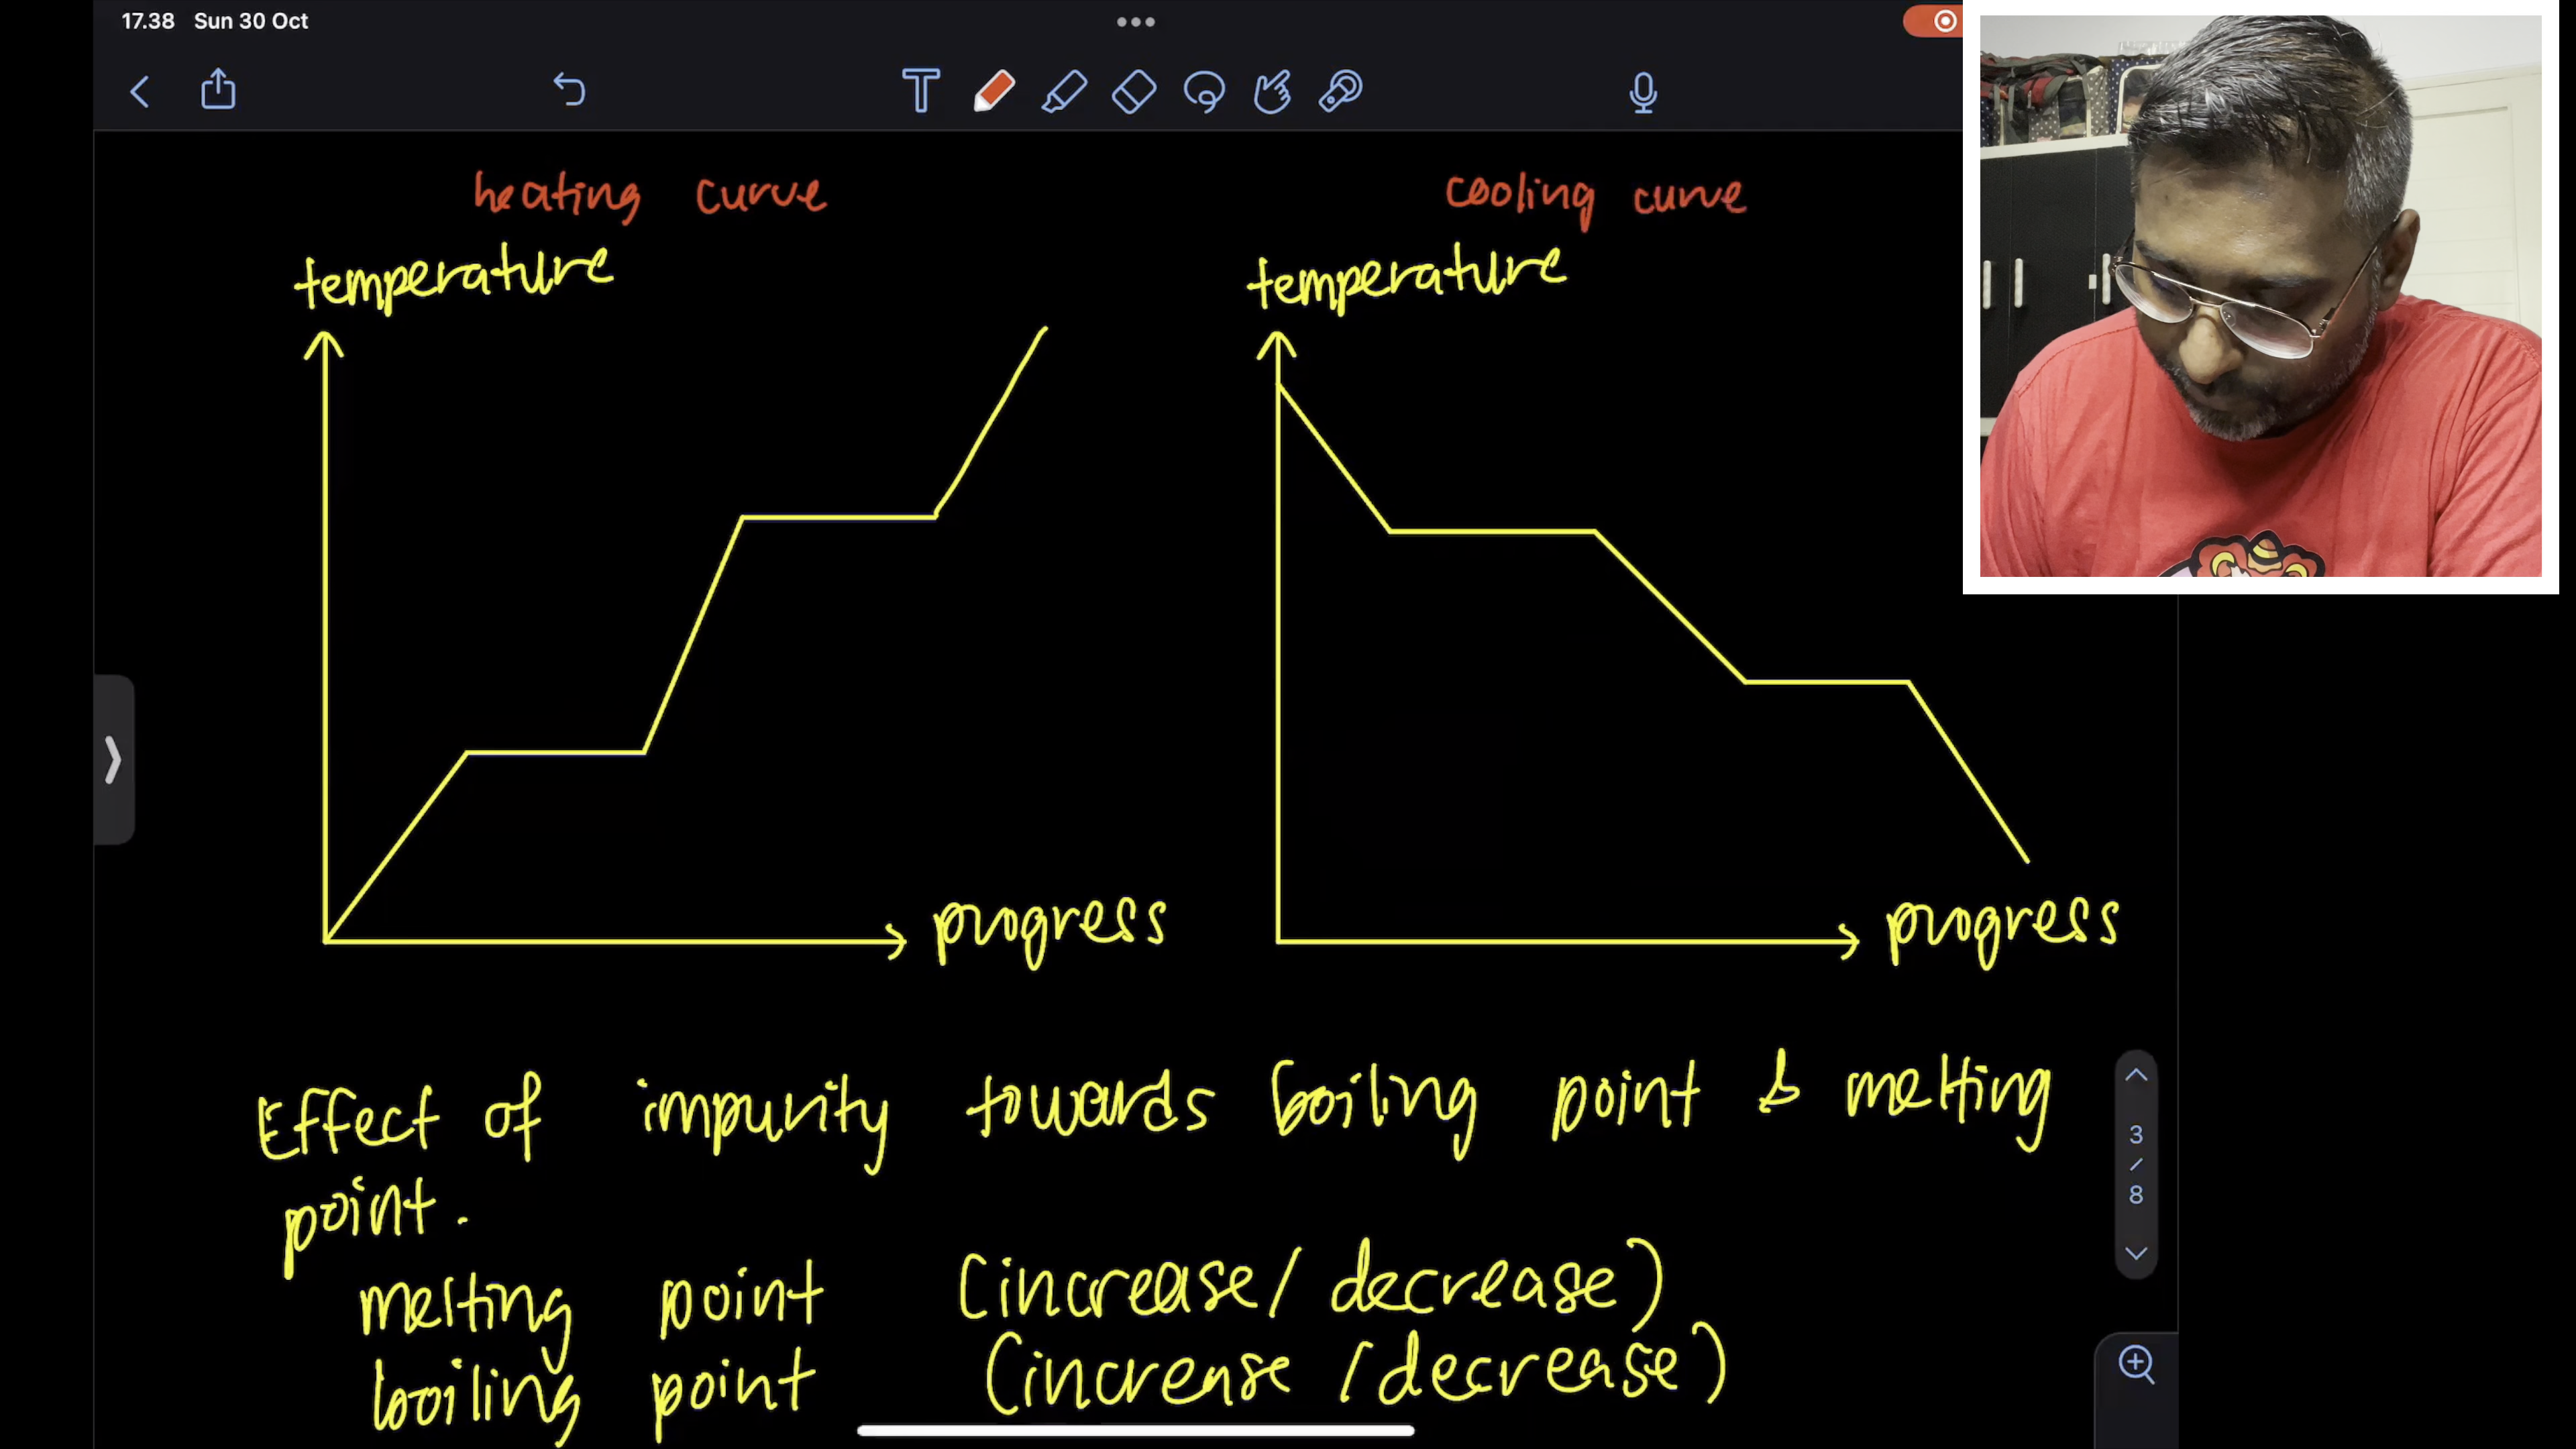 17.38 Sun 30 Oct
T
heating curve
cooling curve
temperature
temperature
progress
progress
Effect of impurity towards boiling point & melting
point.
3
/
8
melting point (increase/ decrease)
boiling point (increase /decrease)